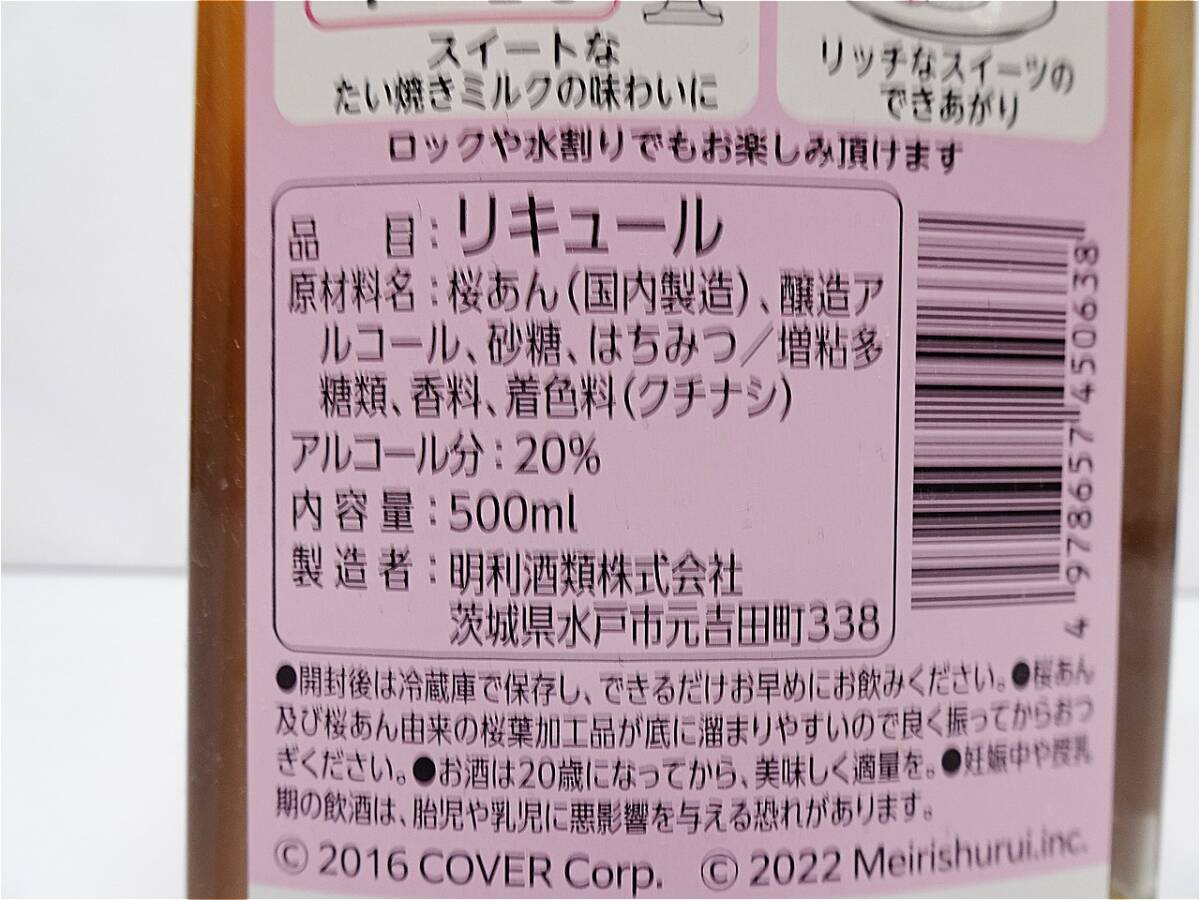 スイートな
たい焼きミルクの味わいに
リッチなスイーツの
できあがり
ロックや水割りでもお楽しみ頂けます
品　目：リキュール
原材料名：桜あん（国内製造）、醸造ア
ルコール、砂糖、はちみつ／増粘多
糖類、香料、着色料（クチナシ）
アルコール分：20%
内容量：500ml
製造者：明利酒類株式会社
茨城県水戸市元吉田町338
4 978657 450638
●開封後は冷蔵庫で保存し、できるだけお早めにお飲みください。●桜あん
及び桜あん由来の桜葉加工品が底に溜まりやすいので良く振ってからおつ
ぎください。●お酒は20歳になってから、美味しく適量を。●妊娠中や授乳
期の飲酒は、胎児や乳児に悪影響を与える恐れがあります。
© 2016 COVER Corp.　© 2022 Meirishurui.inc.